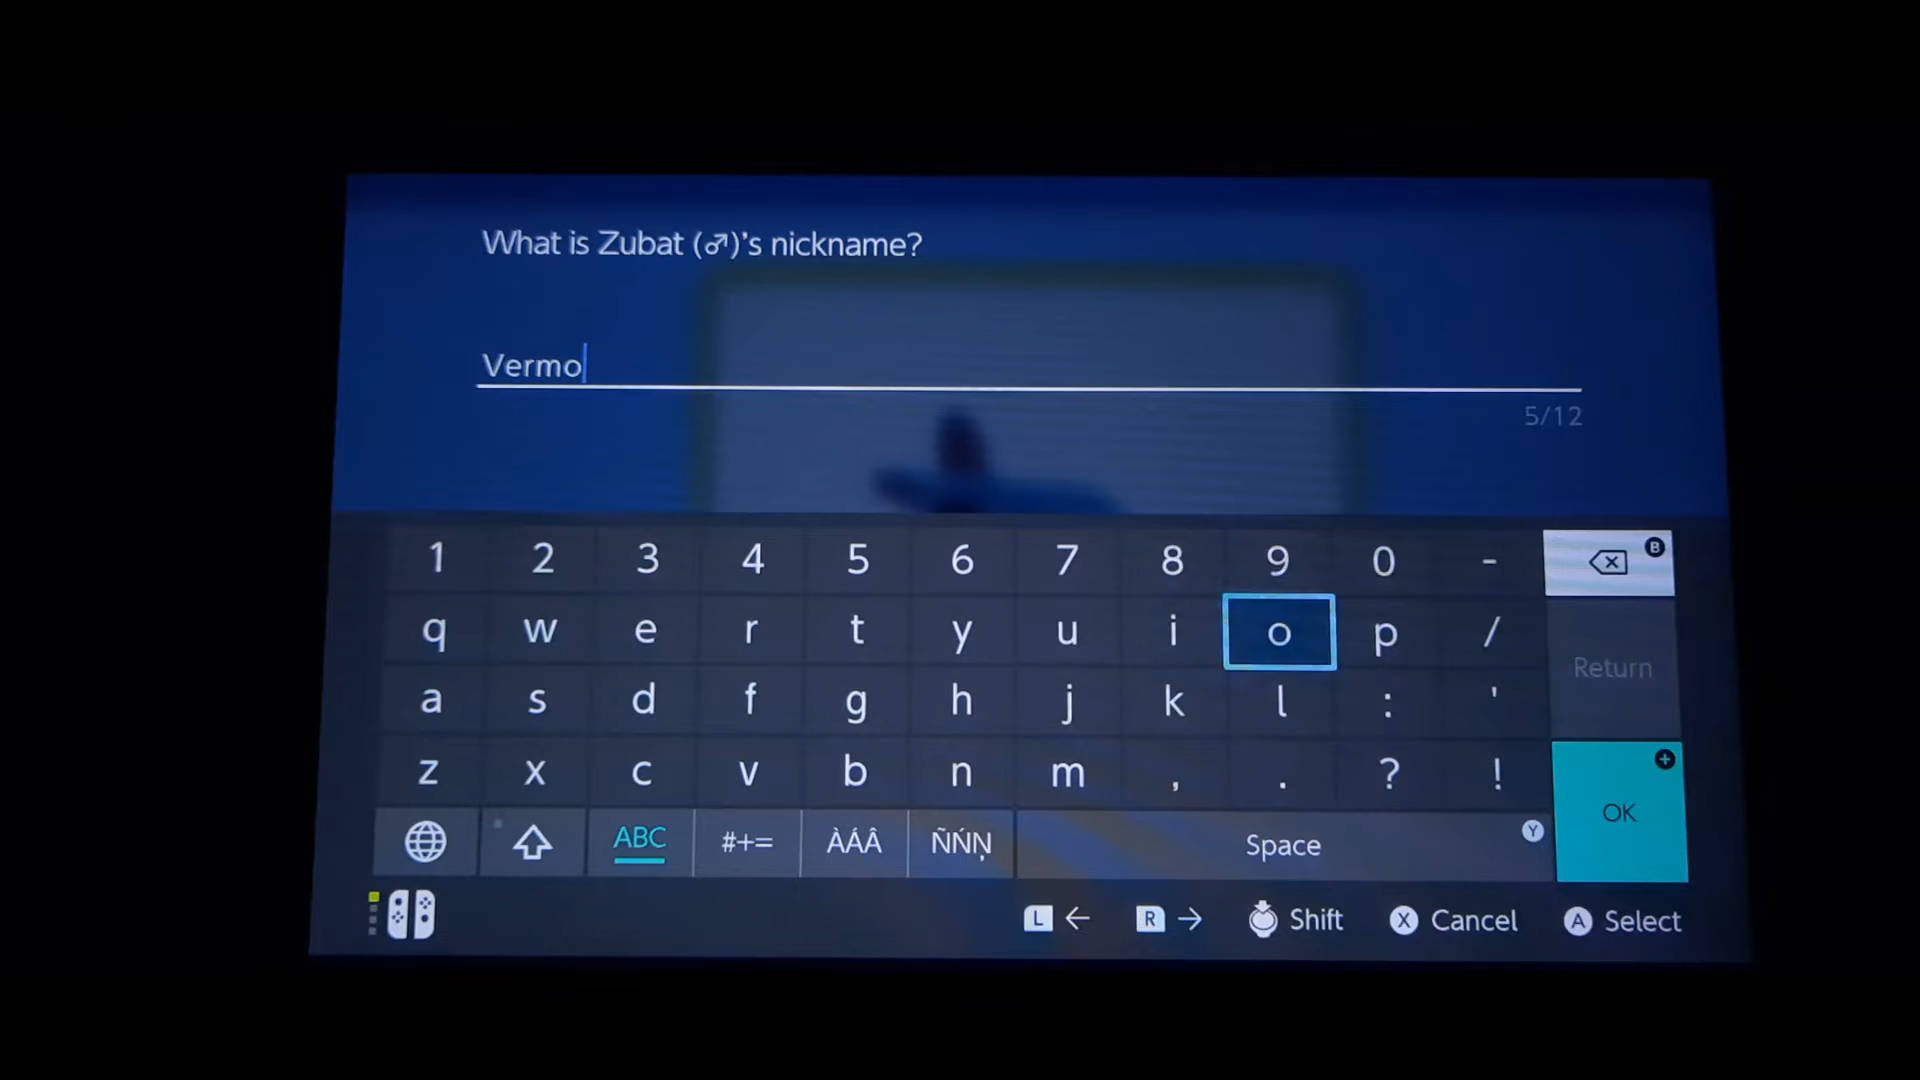 What is Zubat (♂)'s nickname?
Vermo
5/12
1 2 3 4 5 6 7 8 9 0 - B
q w e r t y u i o p /
Return
a s d f g h j k l : '
z x c v b n m , . ? ! + OK
ABC #+= ÀÁÂ ÑŃŅ Space Y
L ← R → Shift X Cancel A Select